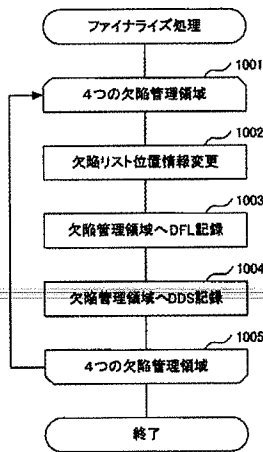 ファイナライズ処理
1001
4つの欠陥管理領域
1002
欠陥リスト位置情報変更
1003
欠陥管理領域へDFL記録
1004
欠陥管理領域へDDS記録
1005
4つの欠陥管理領域
終了